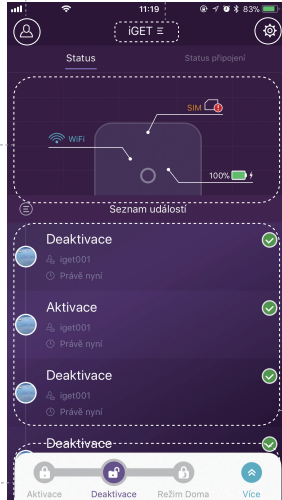 11:19 83%
iGET
Status Status připojení
SIM
WiFi
100%
Seznam událostí
Deaktivace
iget001
Právě nyní
Aktivace
iget001
Právě nyní
Deaktivace
iget001
Právě nyní
Deaktivace
Aktivace Deaktivace Režim Doma Více